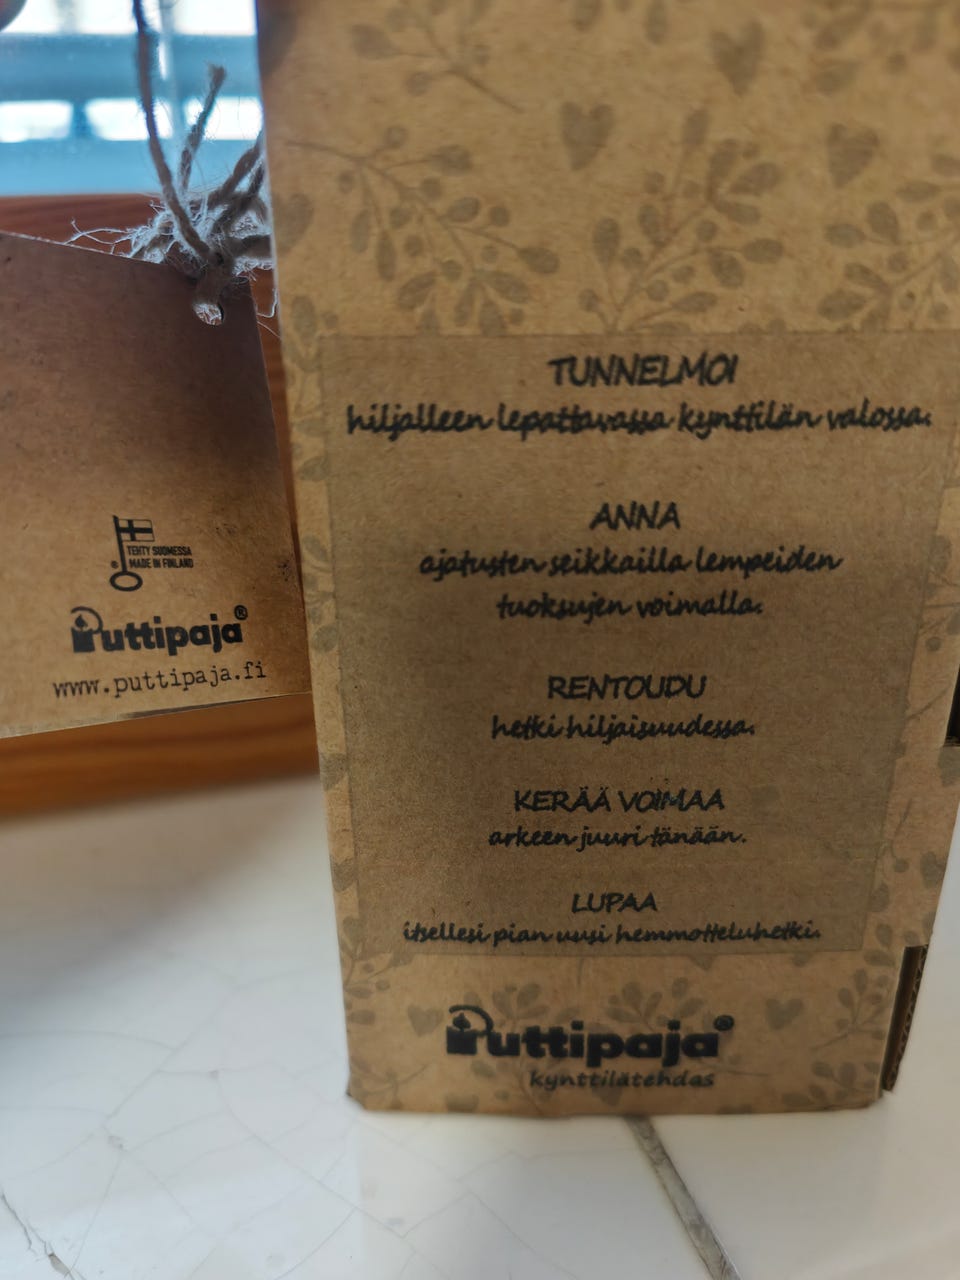 TEHTY SUOMESSA
MADE IN FINLAND
Puttipaja®
www.puttipaja.fi
TUNNELMOI
hiljalleen lepattavassa kynttilän valossa.
ANNA
ajatusten seikkailla lempeiden
tuoksujen voimalla.
RENTOUDU
hetki hiljaisuudessa.
KERÄÄ VOIMAA
arkeen juuri tänään.
LUPAA
itsellesi pian uusi hemmotteluhetki.
Puttipaja®
kynttilätehdas